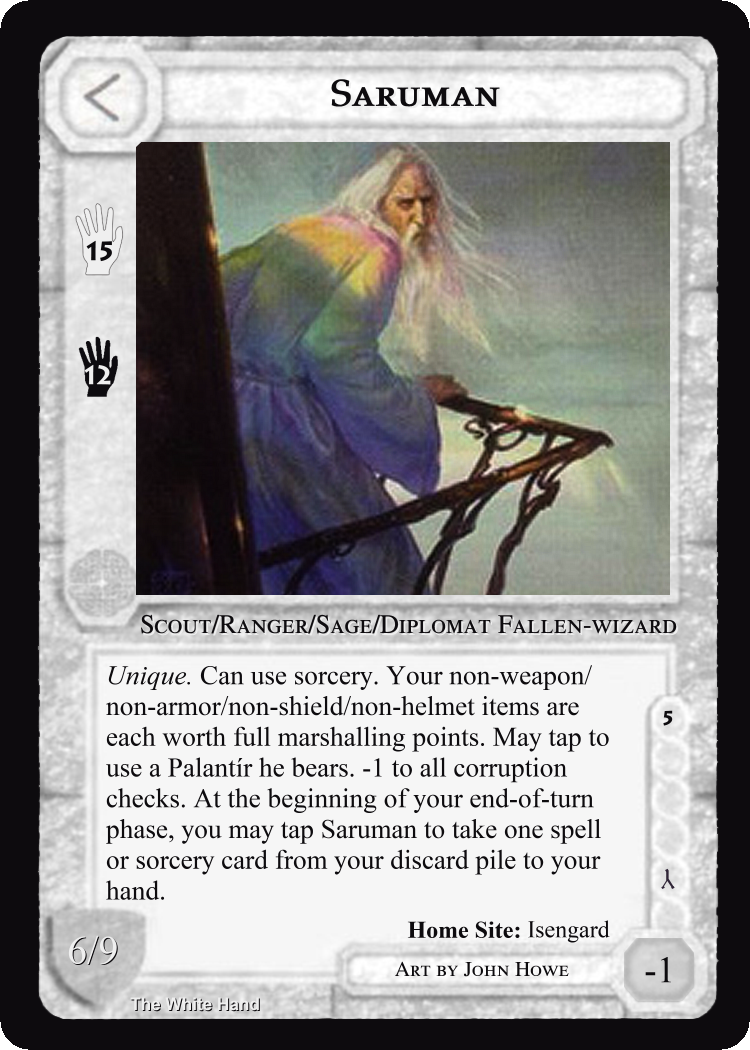 Saruman
15
12
Scout/Ranger/Sage/Diplomat Fallen-wizard
Unique. Can use sorcery. Your non-weapon/
non-armor/non-shield/non-helmet items are
each worth full marshalling points. May tap to
use a Palantír he bears. -1 to all corruption
checks. At the beginning of your end-of-turn
phase, you may tap Saruman to take one spell
or sorcery card from your discard pile to your
hand.
5
Home Site: Isengard
6/9
Art by John Howe
-1
The White Hand